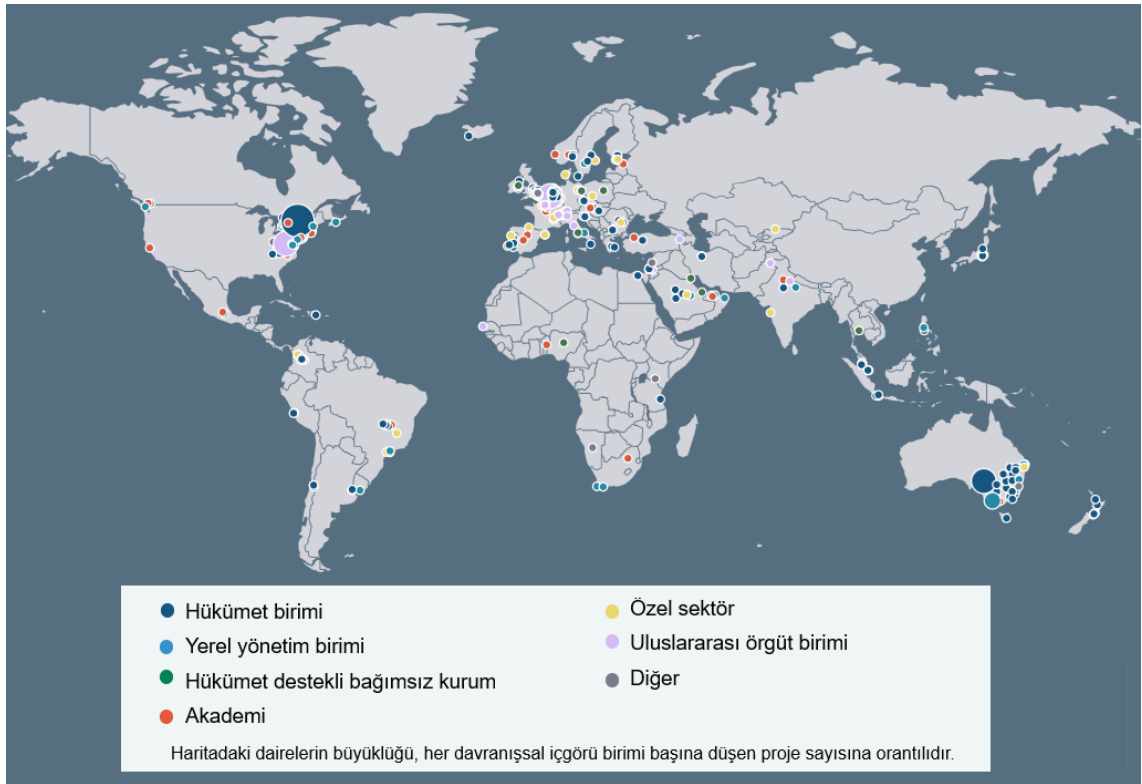 Hükümet birimi
Yerel yönetim birimi
Hükümet destekli bağımsız kurum
Akademi
Özel sektör
Uluslararası örgüt birimi
Diğer
Haritadaki dairelerin büyüklüğü, her davranışsal içgörü birimi başına düşen proje sayısına orantılıdır.